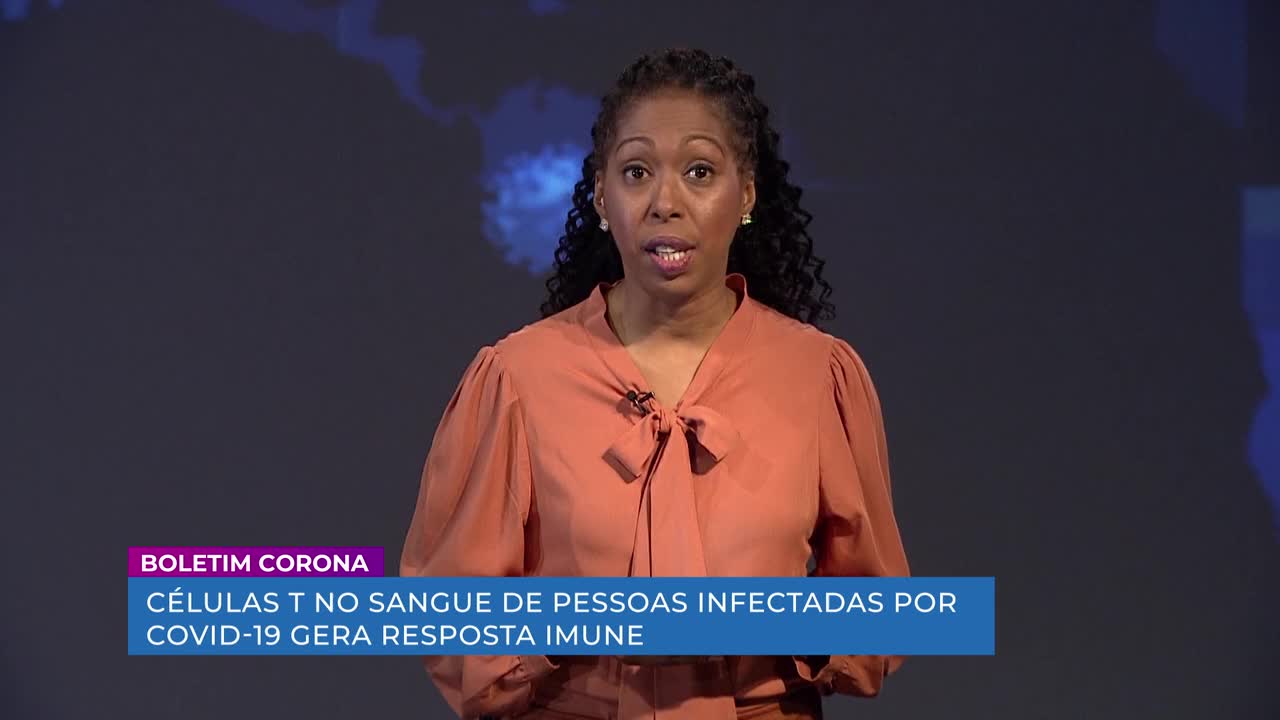 BOLETIM CORONA
CÉLULAS T NO SANGUE DE PESSOAS INFECTADAS POR
COVID-19 GERA RESPOSTA IMUNE